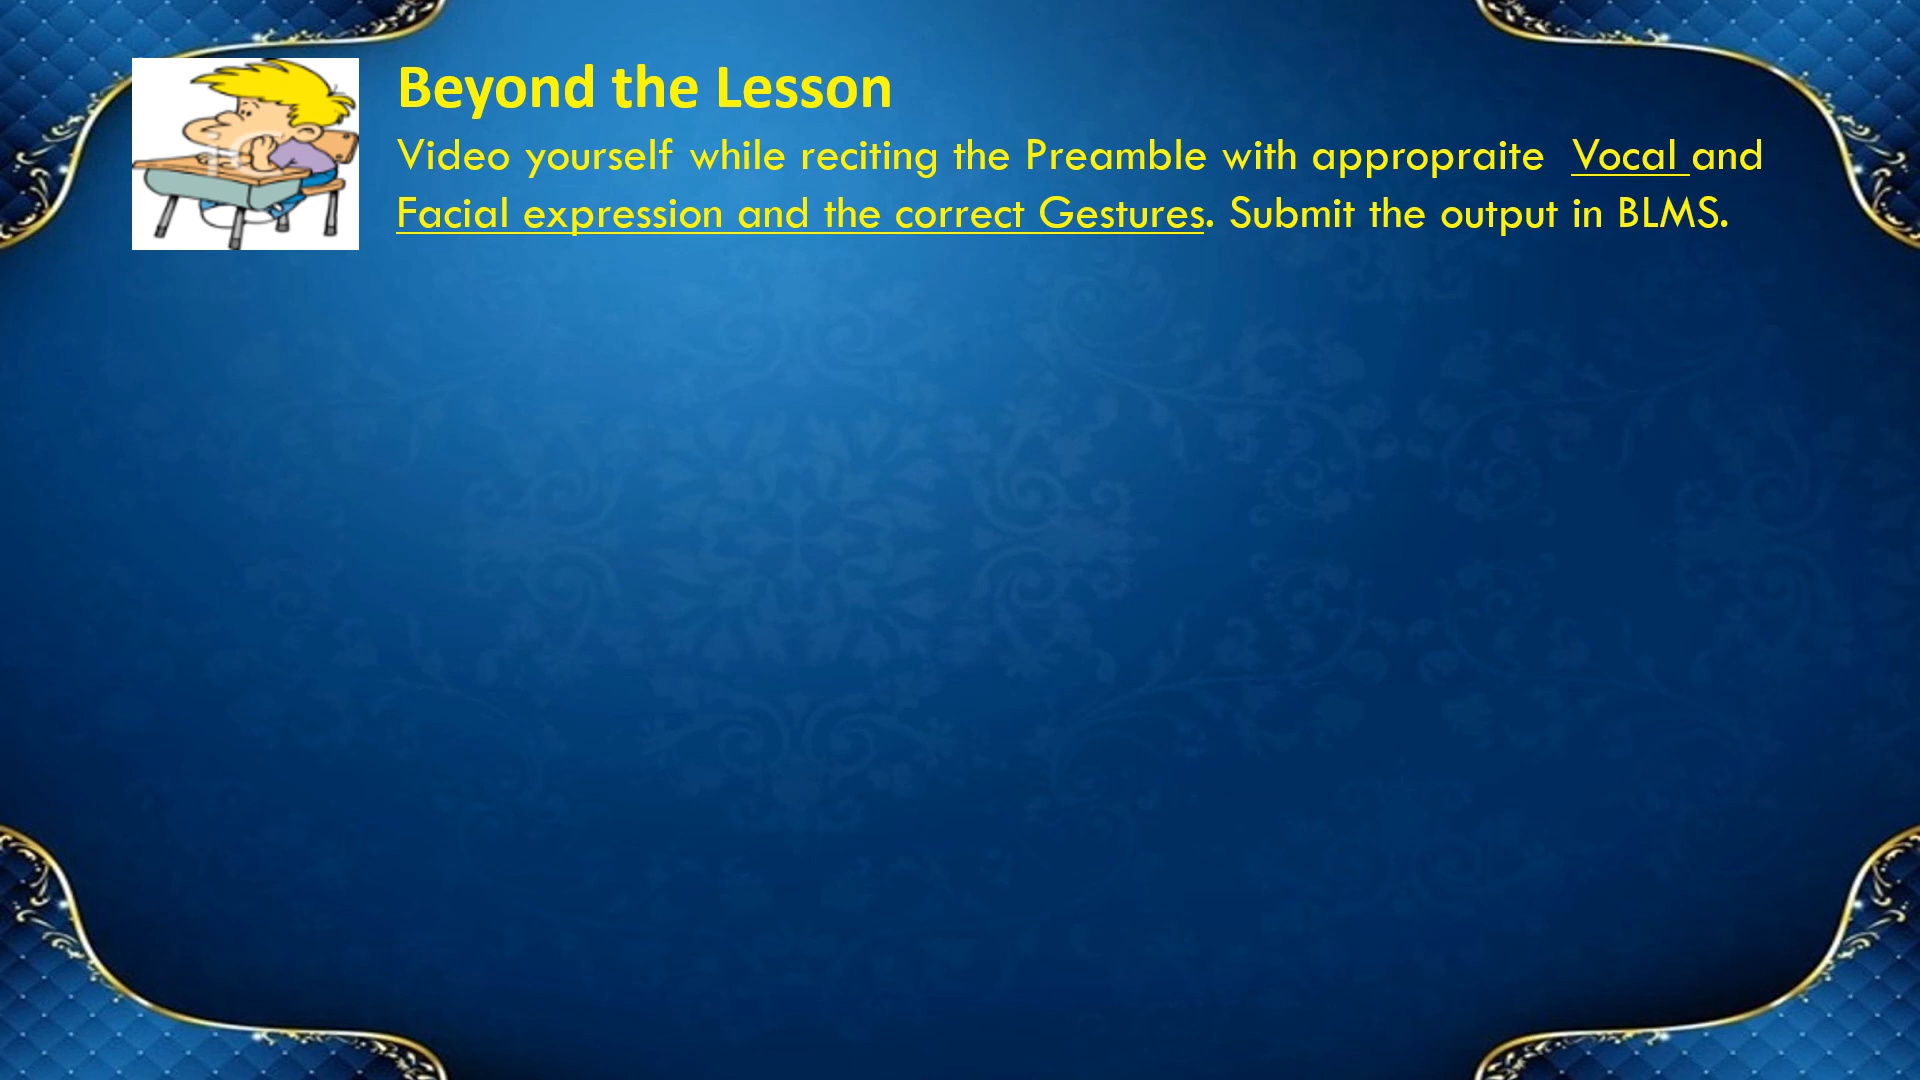 Beyond the Lesson
Video yourself while reciting the Preamble with appropraite Vocal and
Facial expression and the correct Gestures. Submit the output in BLMS.